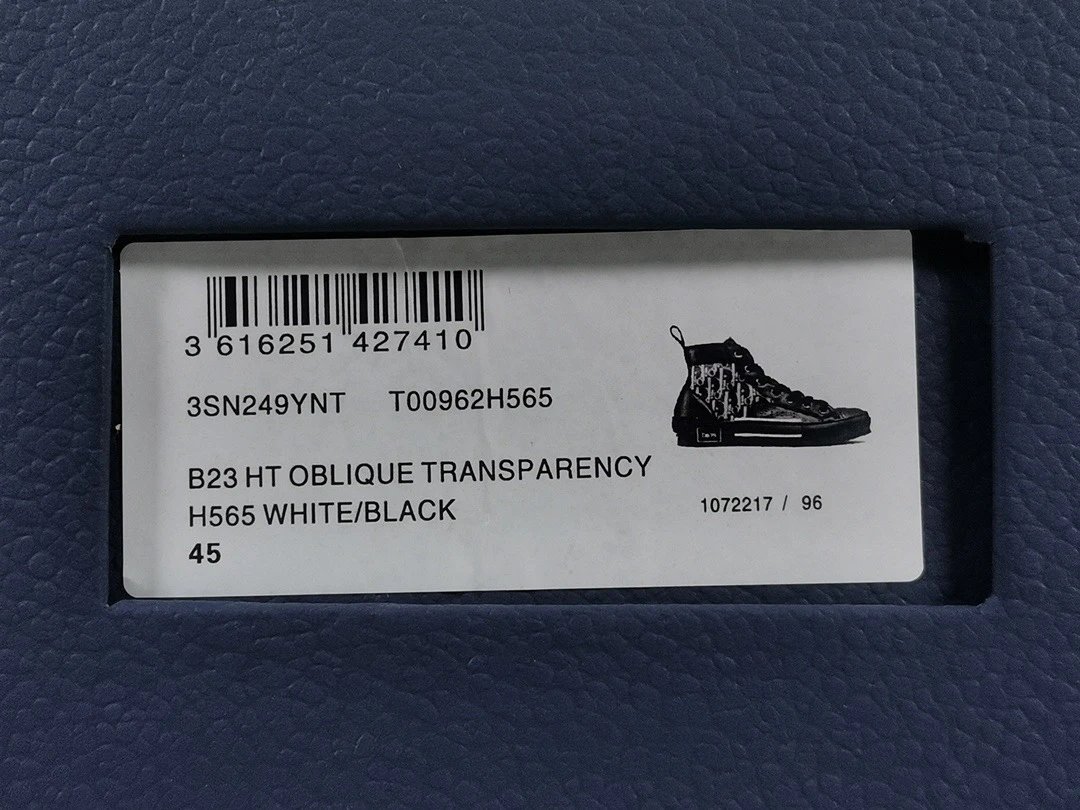 3 616251 427410
3SN249YNT T00962H565
B23 HT OBLIQUE TRANSPARENCY
H565 WHITE/BLACK
1072217 / 96
45